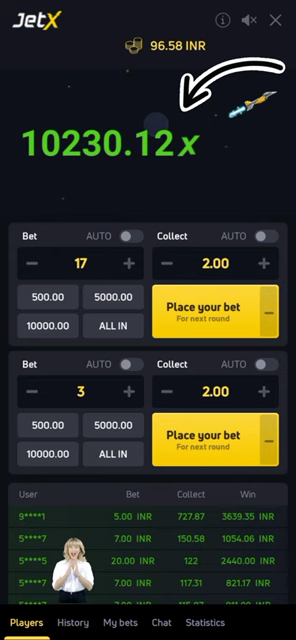 JetX
96.58 INR
10230.12x
Bet AUTO Collect AUTO
17 2.00
500.00 5000.00
10000.00 ALL IN
Place your bet
For next round
Bet AUTO Collect AUTO
3 2.00
500.00 5000.00
10000.00 ALL IN
Place your bet
For next round
User Bet Collect Win
9****1 5.00 INR 727.87 3639.35 INR
5****7 7.00 INR 150.58 1054.06 INR
5****5 20.00 INR 122 2440.00 INR
5****7 7.00 INR 117.31 821.17 INR
Players History My bets Chat Statistics